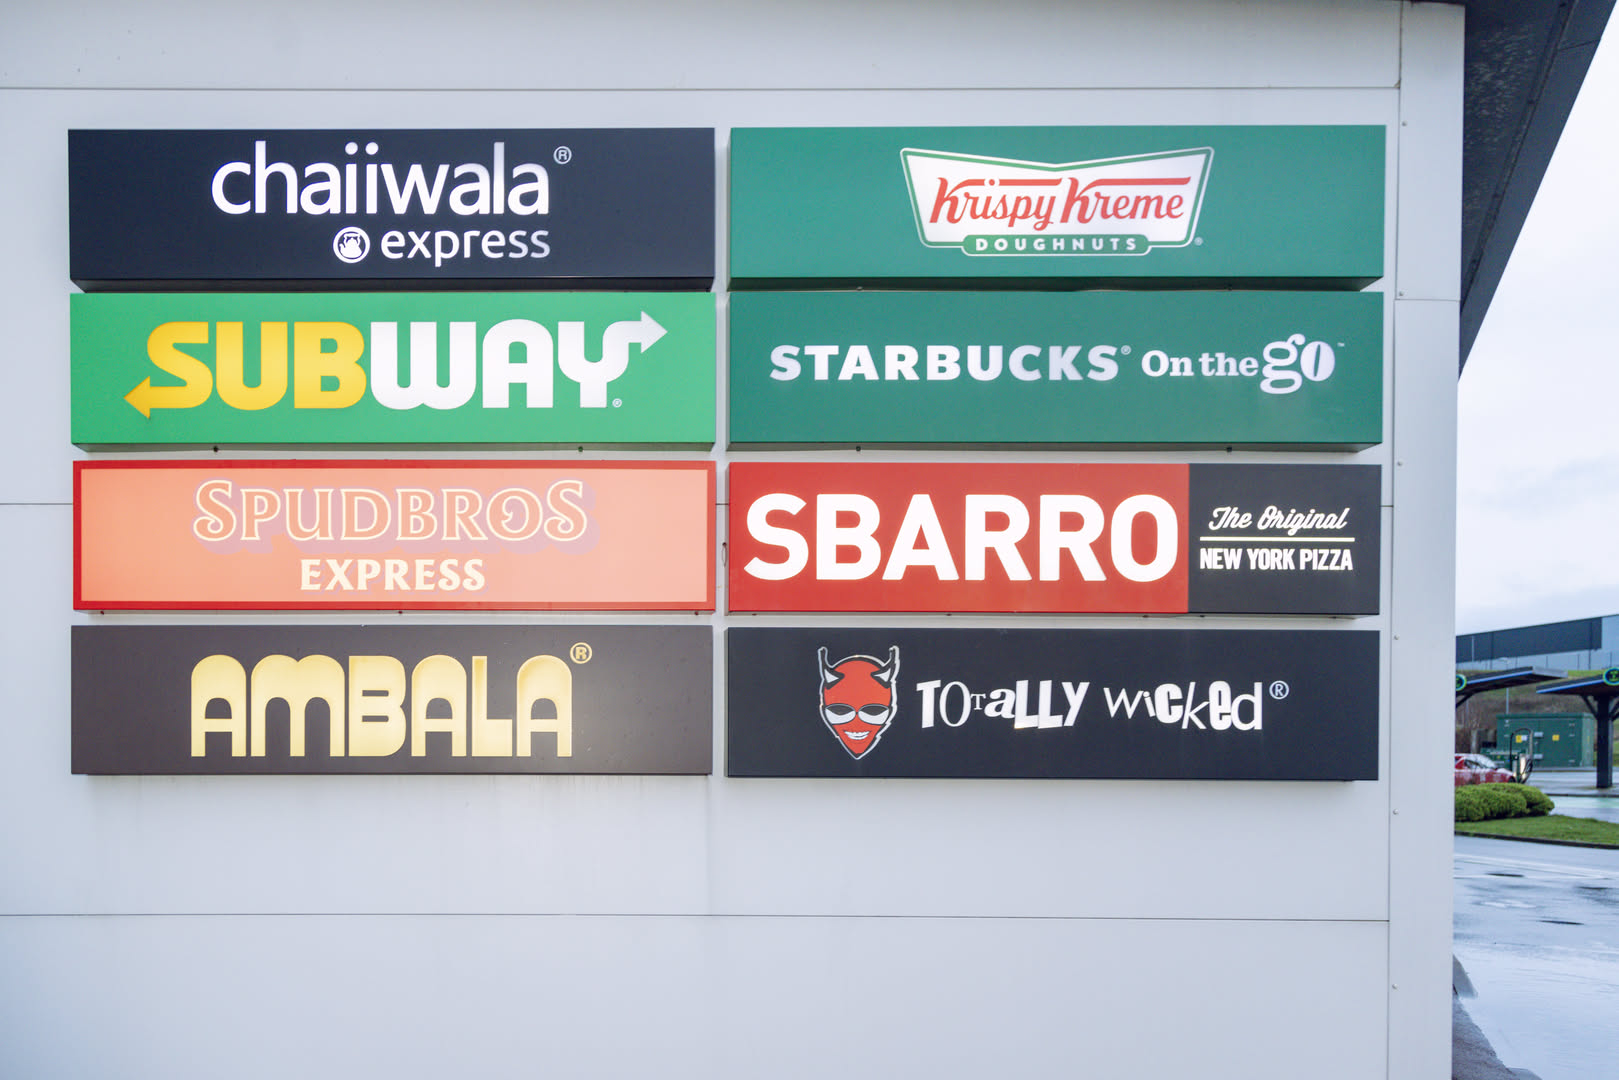 chaiiwala®
express
Krispy Kreme
DOUGHNUTS®
SUBWAY®
STARBUCKS® On the go™
SPUDBROS
EXPRESS
SBARRO
The Original
NEW YORK PIZZA
AMBALA®
TOTALLY WiCKED®